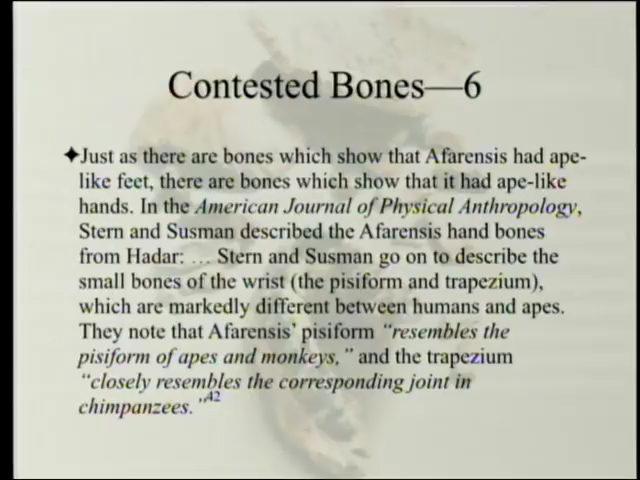 Contested Bones—6
✦Just as there are bones which show that Afarensis had ape-
like feet, there are bones which show that it had ape-like
hands. In the American Journal of Physical Anthropology,
Stern and Susman described the Afarensis hand bones
from Hadar: … Stern and Susman go on to describe the
small bones of the wrist (the pisiform and trapezium),
which are markedly different between humans and apes.
They note that Afarensis’ pisiform “resembles the
pisiform of apes and monkeys,” and the trapezium
“closely resembles the corresponding joint in
chimpanzees.”42